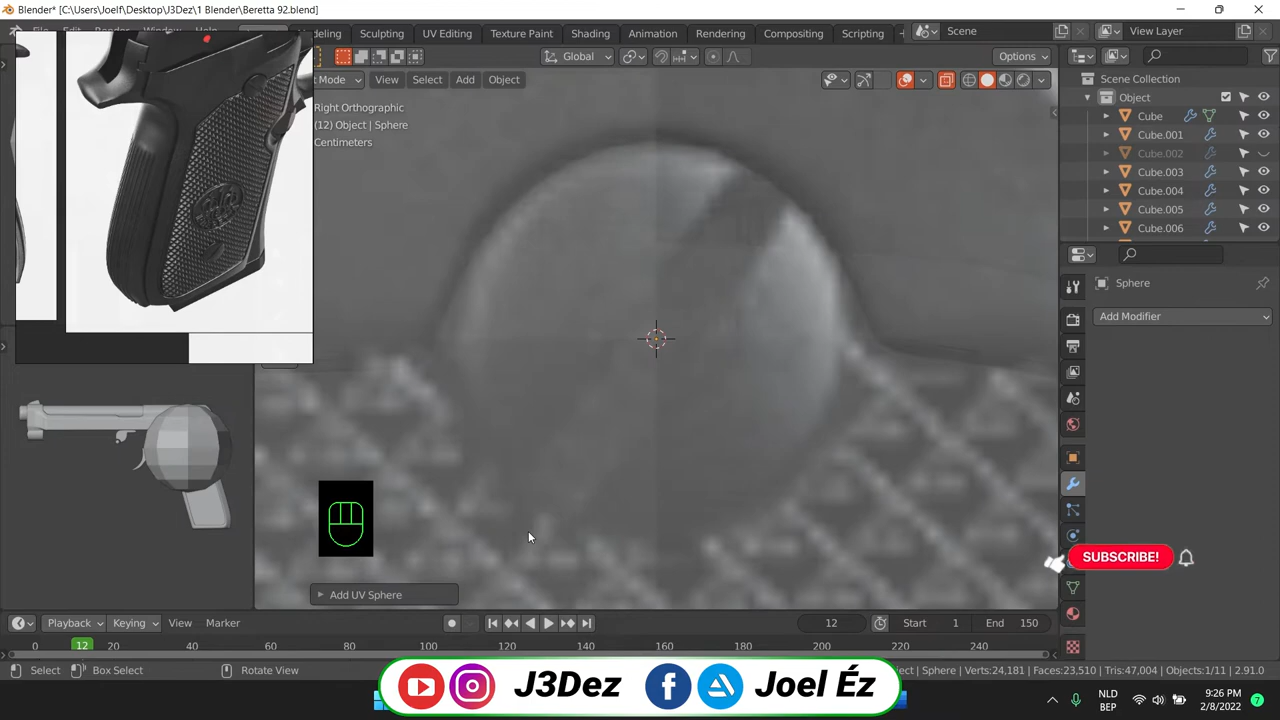 Blender* [C:\Users\Joelf\Desktop\J3Dez\1 Blender\Beretta 92.blend]
Sculpting UV Editing Texture Paint Shading Animation Rendering Compositing Scripting Scene View Layer
Global Options
View Select Add Object
Scene Collection
Right Orthographic
(12) Object | Sphere
Centimeters
Object
Cube
Cube.001
Cube.002
Cube.003
Cube.004
Cube.005
Cube.006
Sphere
Add Modifier
SUBSCRIBE!
Add UV Sphere
Playback Keying View Marker 12 Start 1 End 150
0 12 20 40 60 80 100 120 140 160 180 200 220 240
Select Box Select Rotate View | Sphere | Verts:24,181 | Faces:23,510 | Tris:47,004 | Objects:1/11 | 2.91.0
J3Dez Joel Éz
NLD
BEP
9:26 PM
2/8/2022
7